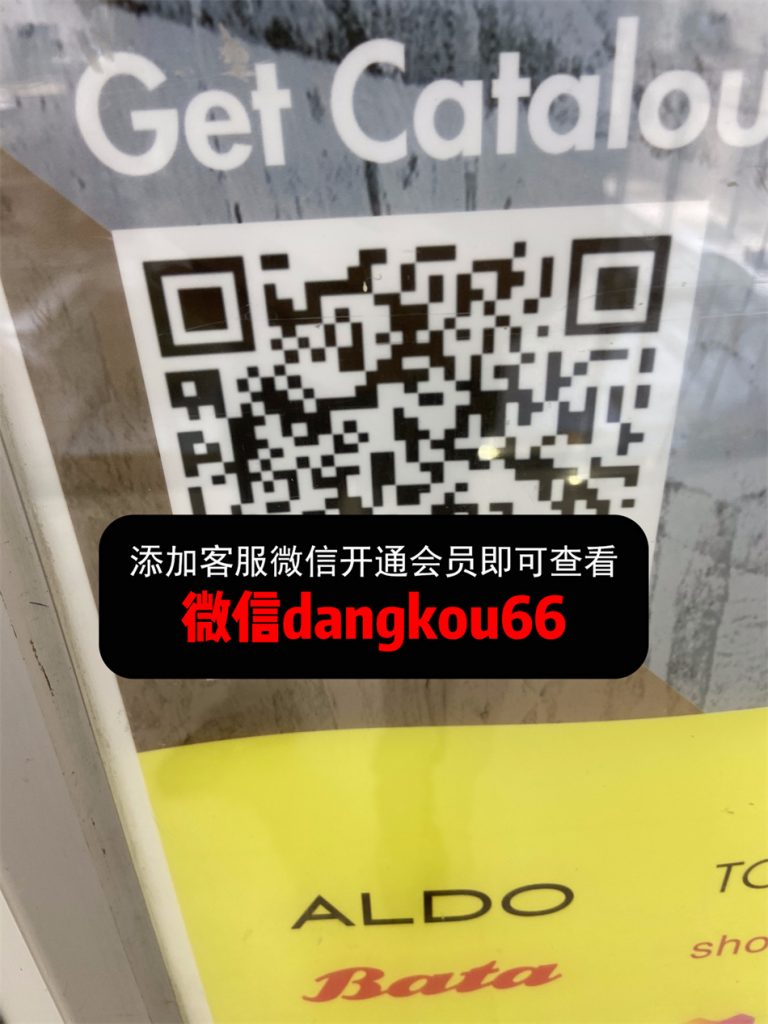 Get Catalou
添加客服微信开通会员即可查看
微信dangkou66
ALDO
TO
Bata
sho